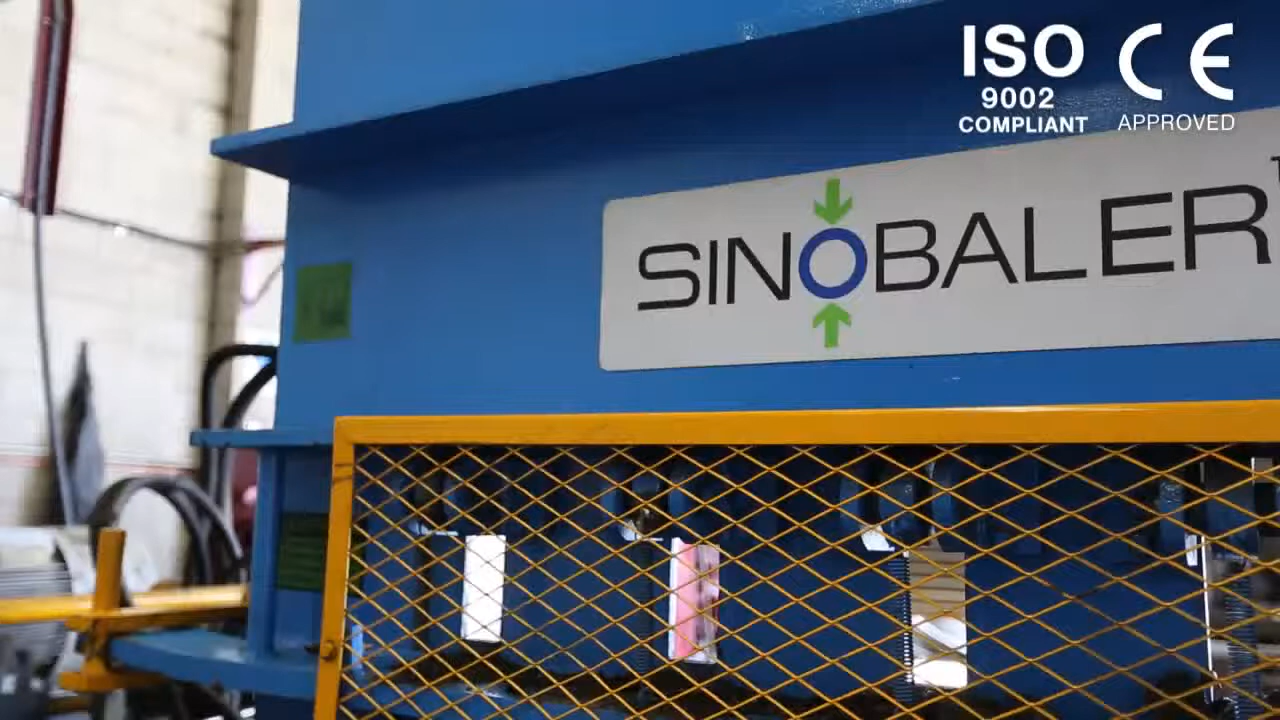 ISO
9002
COMPLIANT
CE
APPROVED
SINOBALER